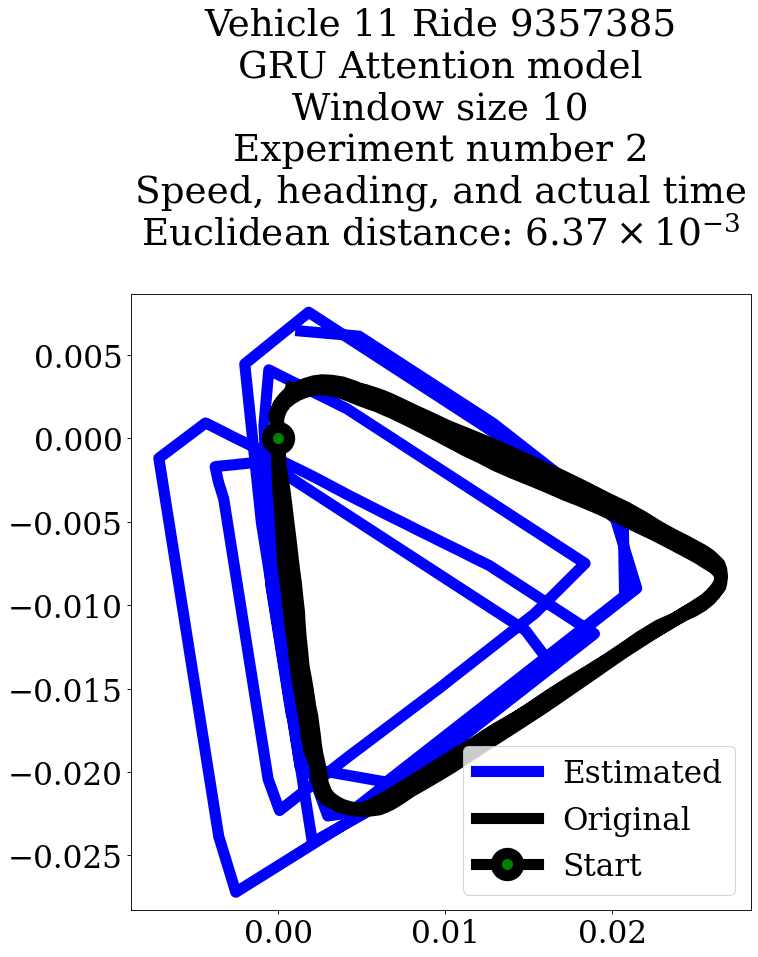 Vehicle 11 Ride 9357385
GRU Attention model
Window size 10
Experiment number 2
Speed, heading, and actual time
Euclidean distance: 6.37 × 10⁻³
0.005
0.000
−0.005
−0.010
−0.015
−0.020
−0.025
Estimated
Original
Start
0.00 0.01 0.02